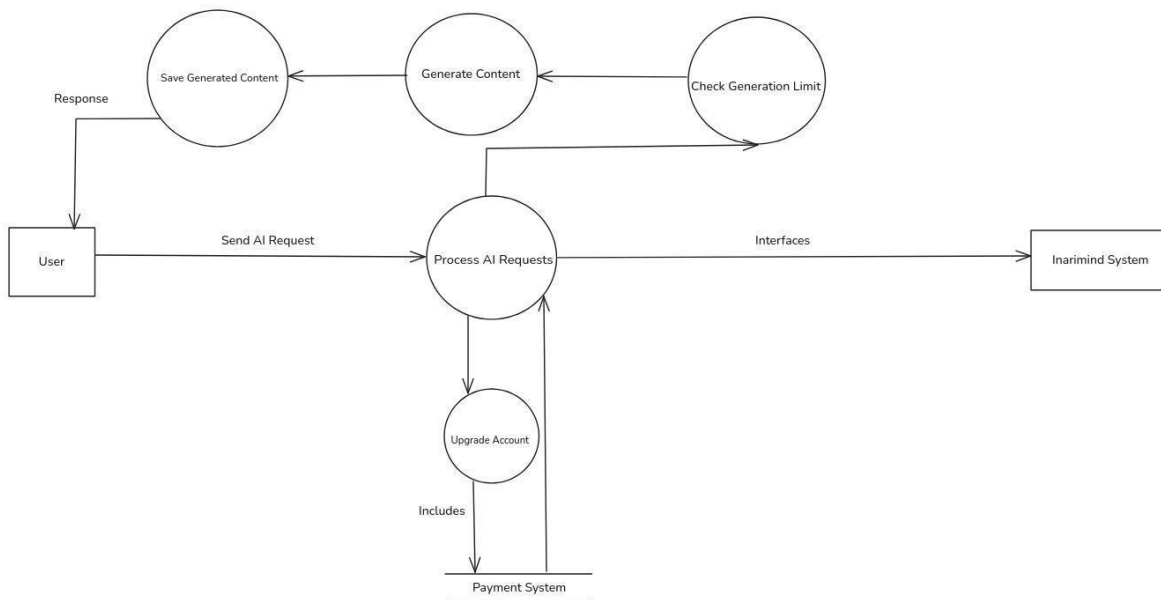 Save Generated Content
Generate Content
Check Generation Limit
Response
Send AI Request
Interfaces
User
Process AI Requests
Inarimind System
Upgrade Account
Includes
Payment System